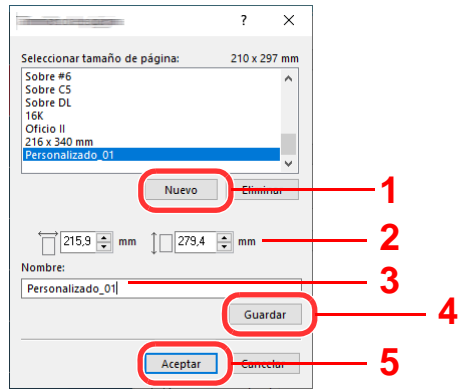 ?
Seleccionar tamaño de página: 210 x 297 mm
Sobre #6
Sobre C5
Sobre DL
16K
Oficio II
216 x 340 mm
Personalizado_01
Nuevo Eliminar 1
215,9 mm 279,4 mm 2
Nombre: 3
Personalizado_01
Guardar 4
Aceptar Cancelar 5